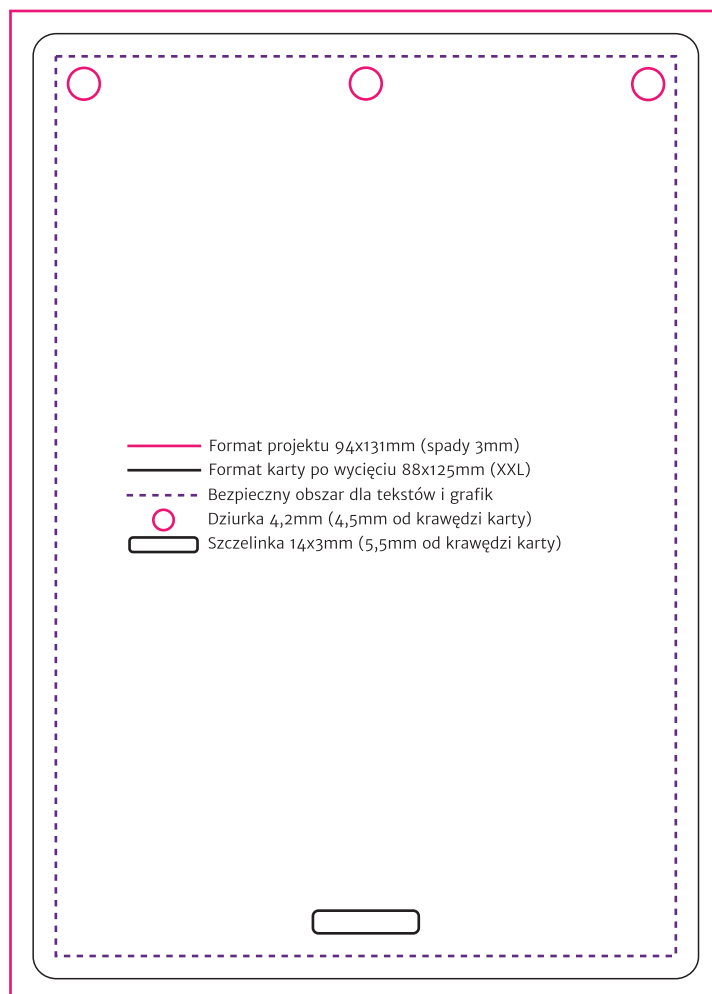 Format projektu 94x131mm (spady 3mm)
Format karty po wycięciu 88x125mm (XXL)
Bezpieczny obszar dla tekstów i grafik
Dziurka 4,2mm (4,5mm od krawędzi karty)
Szczelinka 14x3mm (5,5mm od krawędzi karty)